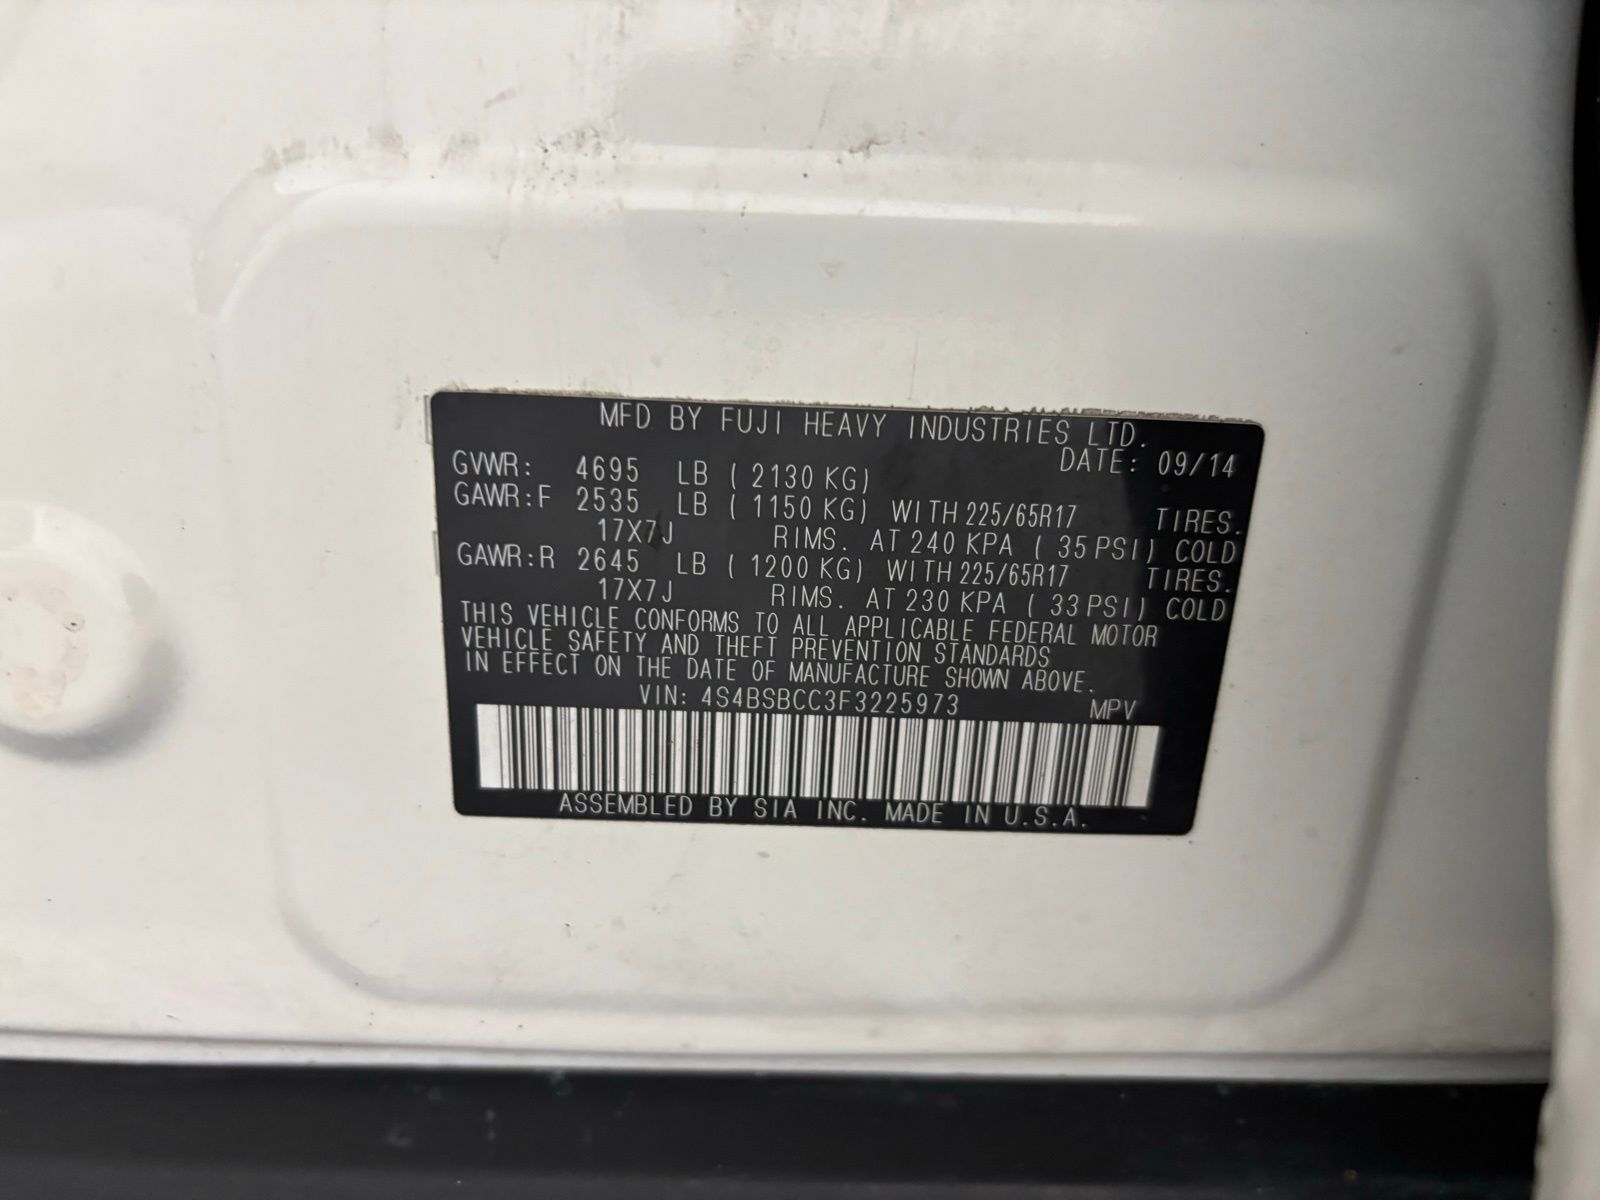 MFD BY FUJI HEAVY INDUSTRIES LTD.
DATE: 09/14
GVWR: 4695 LB ( 2130 KG)
GAWR:F 2535 LB ( 1150 KG) WITH 225/65R17 TIRES.
17X7J RIMS. AT 240 KPA ( 35 PSI) COLD
GAWR:R 2645 LB ( 1200 KG) WITH 225/65R17 TIRES.
17X7J RIMS. AT 230 KPA ( 33 PSI) COLD
THIS VEHICLE CONFORMS TO ALL APPLICABLE FEDERAL MOTOR
VEHICLE SAFETY AND THEFT PREVENTION STANDARDS
IN EFFECT ON THE DATE OF MANUFACTURE SHOWN ABOVE.
VIN: 4S4BSBCC3F3225973 MPV
ASSEMBLED BY SIA INC. MADE IN U.S.A.